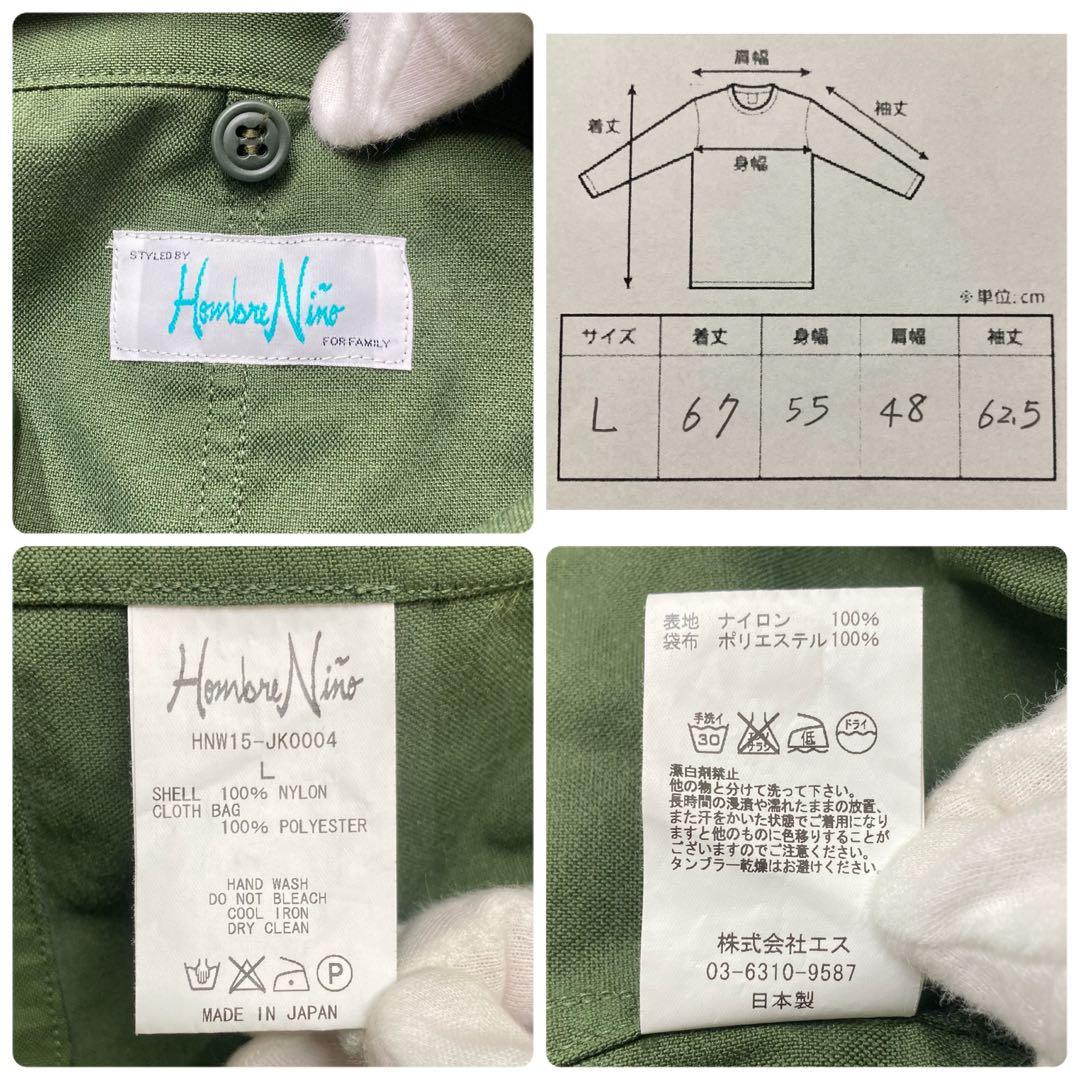 STYLED BY
Hombre Niño
FOR FAMILY
肩幅
着丈
袖丈
身幅
※単位:cm
サイズ 着丈 身幅 肩幅 袖丈
L 67 55 48 62.5
Hombre Niño
HNW15-JK0004
L
SHELL 100% NYLON
CLOTH BAG
100% POLYESTER
HAND WASH
DO NOT BLEACH
COOL IRON
DRY CLEAN
P
MADE IN JAPAN
表地 ナイロン 100%
袋布 ポリエステル 100%
手洗イ 30 エンソサラシ 低 ドライ
漂白剤禁止
他の物と分けて洗って下さい。
長時間の浸漬や濡れたままの放置、
また汗をかいた状態でご着用になり
ますと他のものに色移りすることが
ございますのでご注意ください。
タンブラー乾燥はお避けください。
株式会社エス
03-6310-9587
日本製